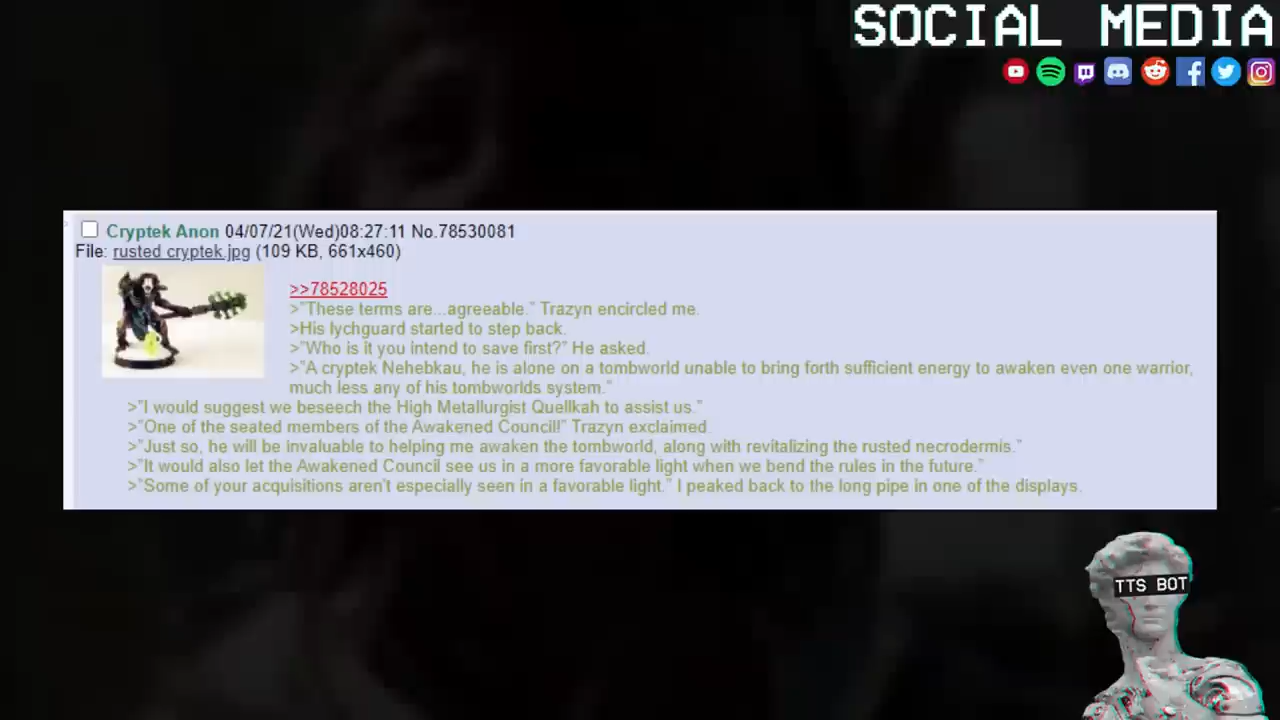 SOCIAL MEDIA
Cryptek Anon 04/07/21(Wed)08:27:11 No.78530081
File: rusted cryptek.jpg (109 KB, 661x460)
>>78528025
>"These terms are...agreeable." Trazyn encircled me.
>His lychguard started to step back.
>"Who is it you intend to save first?" He asked.
>"A cryptek Nehebkau, he is alone on a tombworld unable to bring forth sufficient energy to awaken even one warrior,
much less any of his tombworlds system."
>"I would suggest we beseech the High Metallurgist Quellkah to assist us."
>"One of the seated members of the Awakened Council!" Trazyn exclaimed.
>"Just so, he will be invaluable to helping me awaken the tombworld, along with revitalizing the rusted necrodermis."
>"It would also let the Awakened Council see us in a more favorable light when we bend the rules in the future."
>"Some of your acquisitions aren't especially seen in a favorable light." I peaked back to the long pipe in one of the displays.
TTS BOT